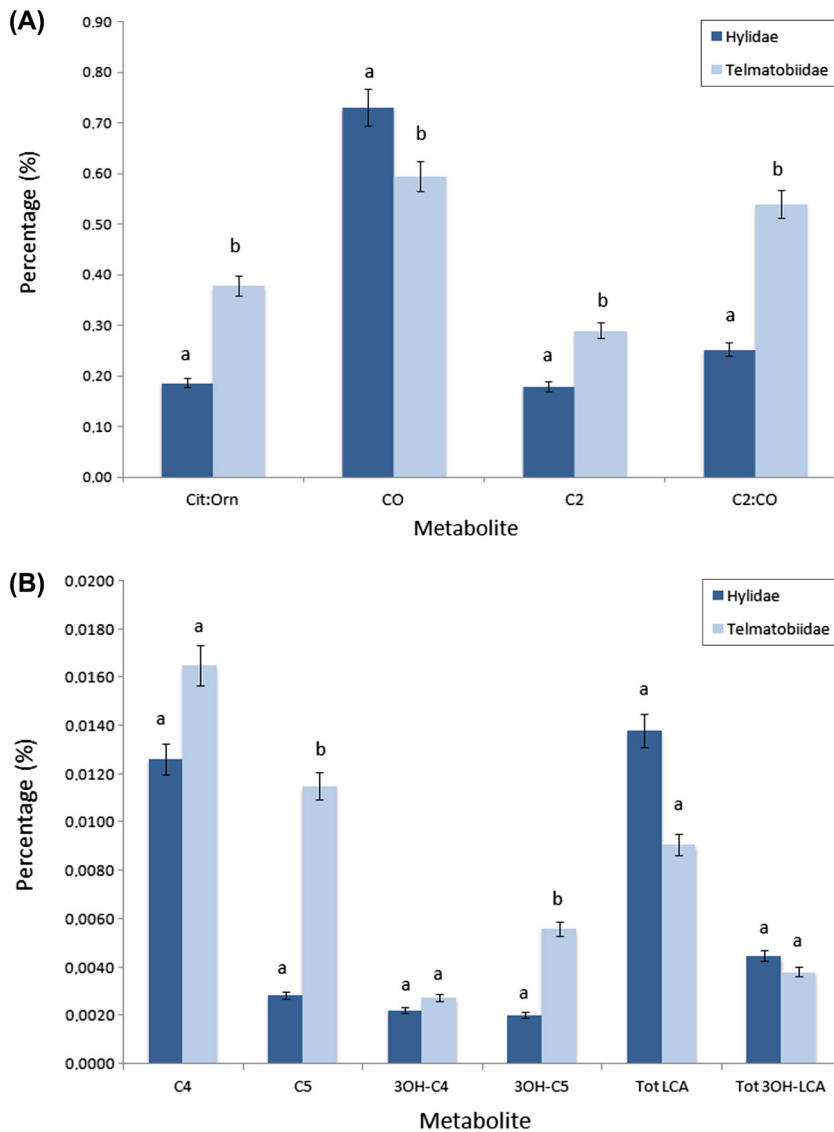 (A)
0.90
0.80
0.70
0.60
0.50
0.40
0.30
0.20
0.10
0.00
Percentage (%)
Hylidae
Telmatobiidae
a b a b a b a b
Cit:Orn CO C2 C2:CO
Metabolite
(B)
0.0200
0.0180
0.0160
0.0140
0.0120
0.0100
0.0080
0.0060
0.0040
0.0020
0.0000
Percentage (%)
Hylidae
Telmatobiidae
a a a b a a a b a a a a
C4 C5 3OH-C4 3OH-C5 Tot LCA Tot 3OH-LCA
Metabolite